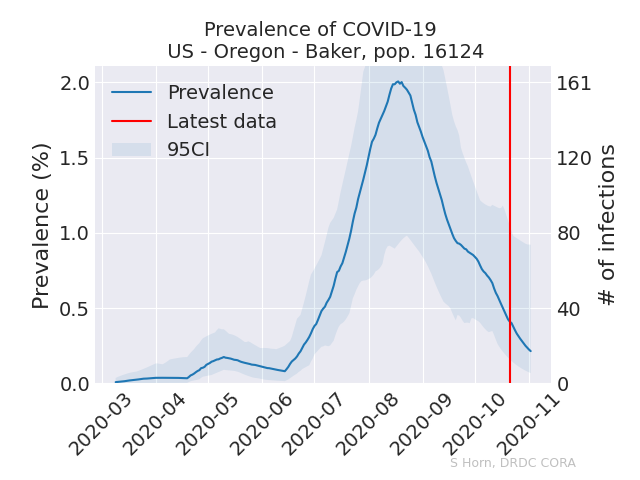 Prevalence of COVID-19
US - Oregon - Baker, pop. 16124
Prevalence
Latest data
95CI
Prevalence (%)
2.0
1.5
1.0
0.5
0.0
161
120
80
40
0
# of infections
2020-03
2020-04
2020-05
2020-06
2020-07
2020-08
2020-09
2020-10
2020-11
S Horn, DRDC CORA